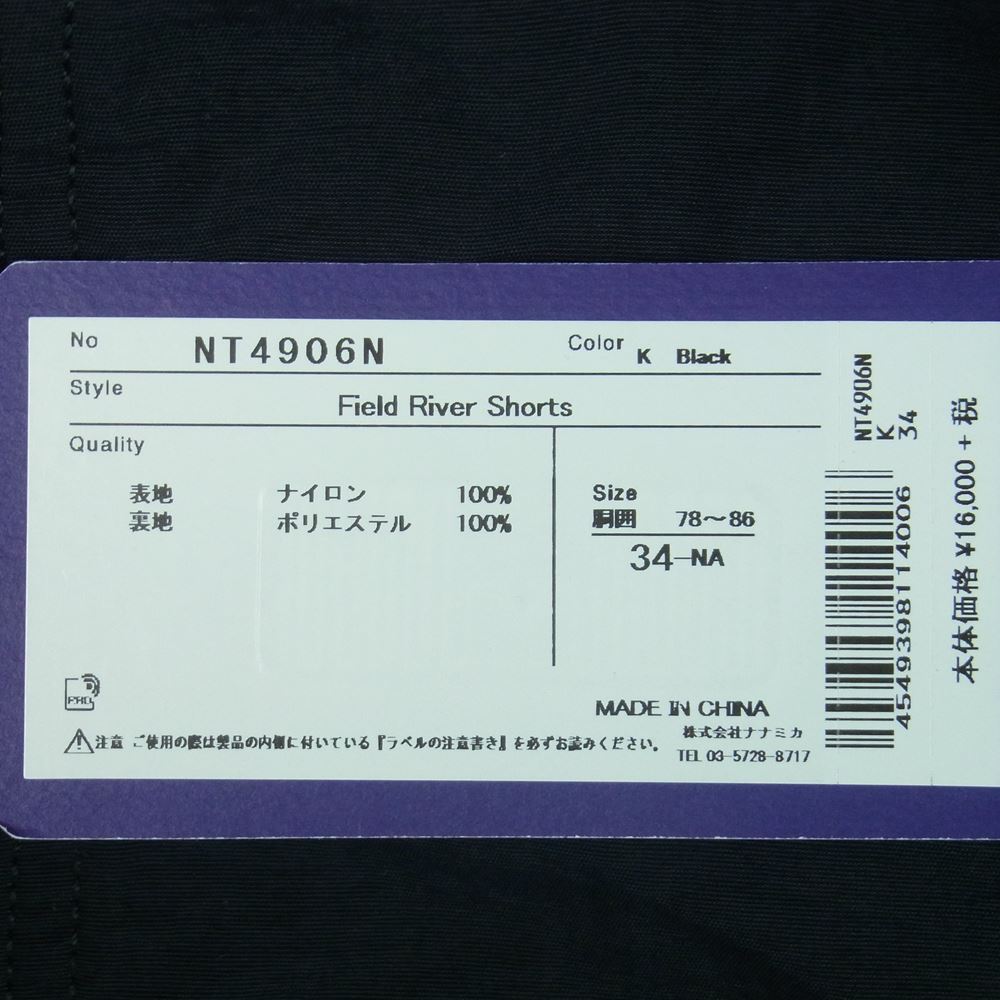 No NT4906N Color K Black
Style
Field River Shorts
Quality
表地 ナイロン 100%
裏地 ポリエステル 100%
Size
胴囲 78〜86
34-NA
MADE IN CHINA
株式会社ナナミカ
TEL 03-5728-8717
注意 ご使用の際は製品の内側に付いている『ラベルの注意書き』を必ずお読みください。
NT4906N
K
34
4549398114006
本体価格 ¥16,000 + 税